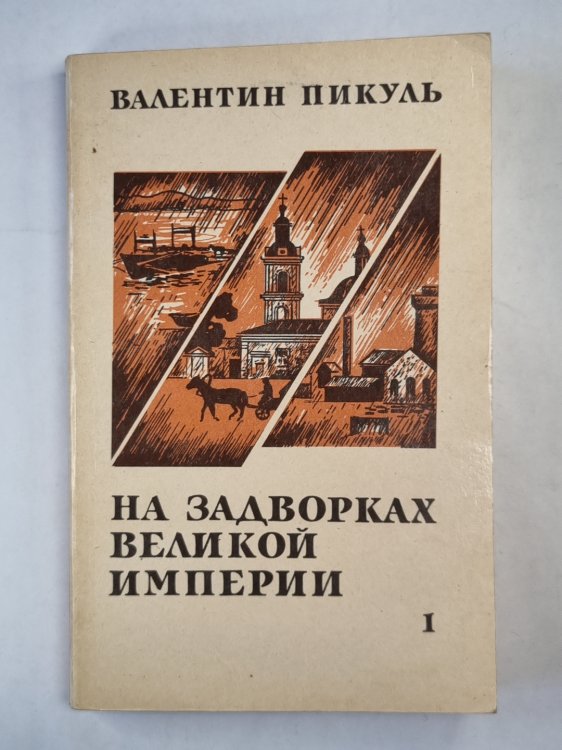 ВАЛЕНТИН ПИКУЛЬ
НА ЗАДВОРКАХ
ВЕЛИКОЙ
ИМПЕРИИ
1